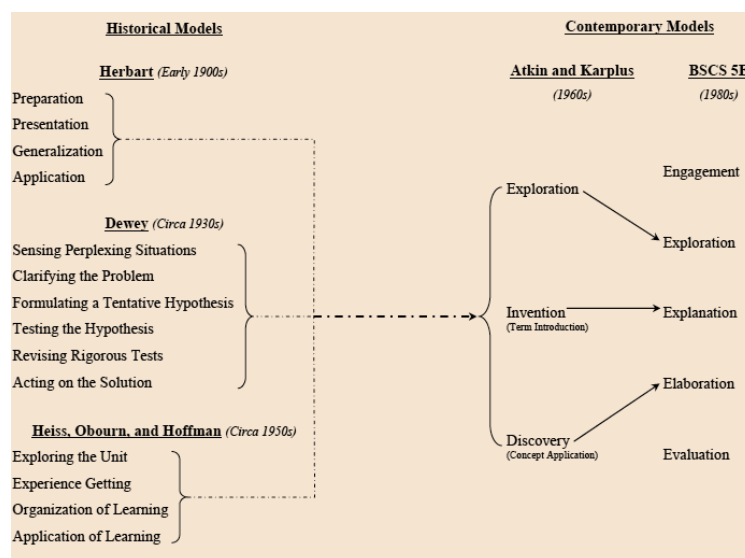 Historical Models
Herbart (Early 1900s)
Preparation
Presentation
Generalization
Application
Dewey (Circa 1930s)
Sensing Perplexing Situations
Clarifying the Problem
Formulating a Tentative Hypothesis
Testing the Hypothesis
Revising Rigorous Tests
Acting on the Solution
Heiss, Obourn, and Hoffman (Circa 1950s)
Exploring the Unit
Experience Getting
Organization of Learning
Application of Learning
Contemporary Models
Atkin and Karplus
(1960s)
Exploration
Invention
(Term Introduction)
Discovery
(Concept Application)
BSCS 5E
(1980s)
Engagement
Exploration
Explanation
Elaboration
Evaluation